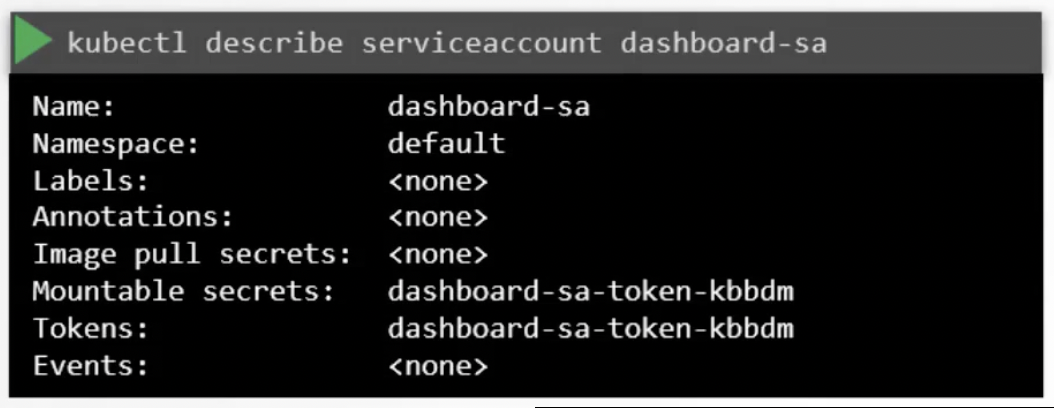 kubectl describe serviceaccount dashboard-sa
Name: dashboard-sa
Namespace: default
Labels: <none>
Annotations: <none>
Image pull secrets: <none>
Mountable secrets: dashboard-sa-token-kbbdm
Tokens: dashboard-sa-token-kbbdm
Events: <none>